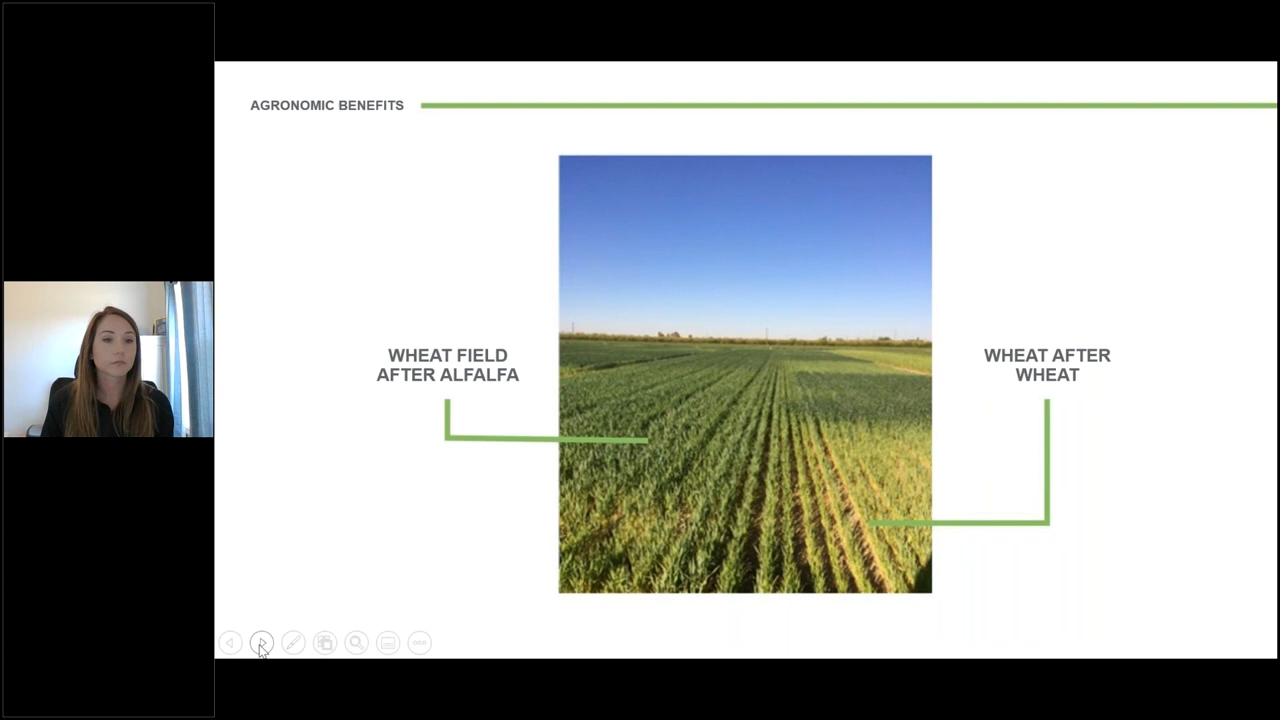 AGRONOMIC BENEFITS
WHEAT FIELD
AFTER ALFALFA
WHEAT AFTER
WHEAT